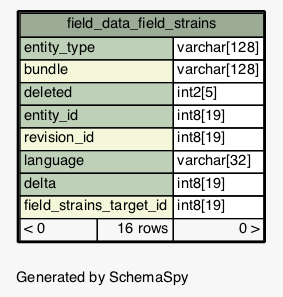 field_data_field_strains
entity_type varchar[128]
bundle varchar[128]
deleted int2[5]
entity_id int8[19]
revision_id int8[19]
language varchar[32]
delta int8[19]
field_strains_target_id int8[19]
< 0 16 rows 0 >
Generated by SchemaSpy